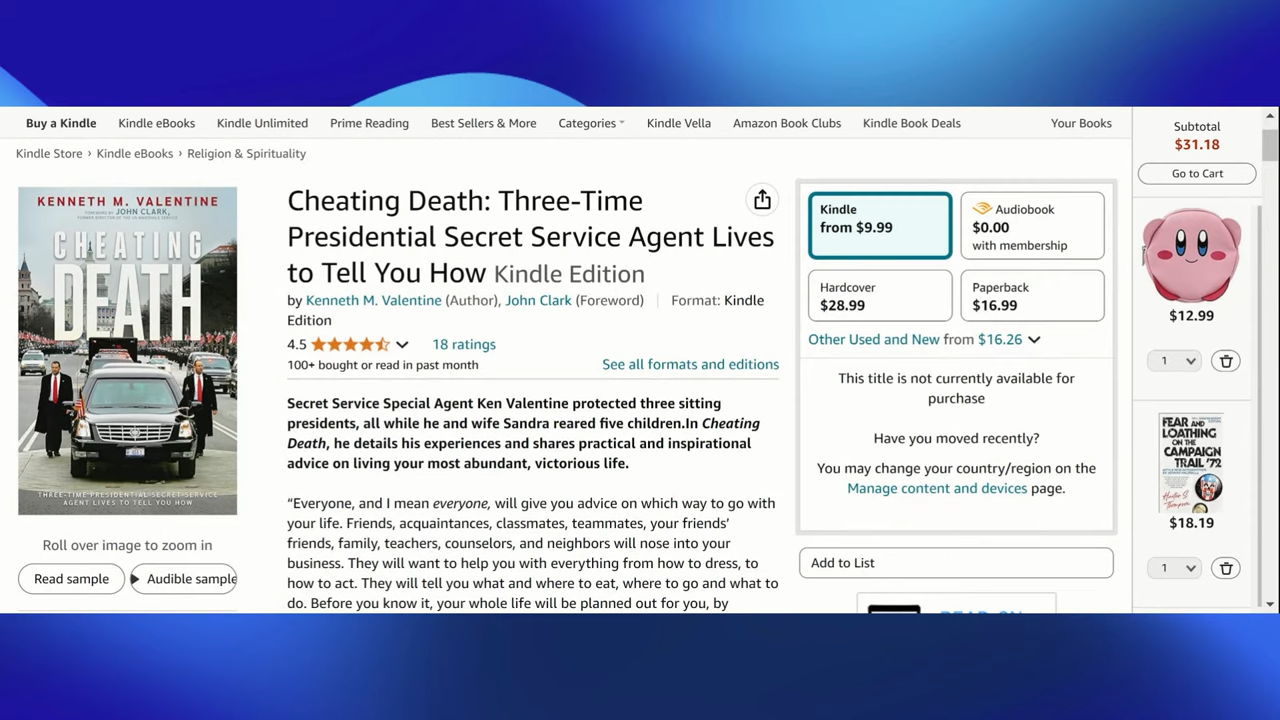 Buy a Kindle
Kindle eBooks
Kindle Unlimited
Prime Reading
Best Sellers & More
Categories
Kindle Vella
Amazon Book Clubs
Kindle Book Deals
Your Books
Kindle Store › Kindle eBooks › Religion & Spirituality
KENNETH M. VALENTINE
FOREWORD BY JOHN CLARK,
FORMER DIRECTOR OF THE US MARSHALS SERVICE
CHEATING
DEATH
THREE-TIME PRESIDENTIAL SECRET SERVICE
AGENT LIVES TO TELL YOU HOW
Roll over image to zoom in
Read sample
Audible sample
Cheating Death: Three-Time
Presidential Secret Service Agent Lives
to Tell You How Kindle Edition
by Kenneth M. Valentine (Author), John Clark (Foreword) | Format: Kindle
Edition
4.5
18 ratings
100+ bought or read in past month
See all formats and editions
Secret Service Special Agent Ken Valentine protected three sitting
presidents, all while he and wife Sandra reared five children.In Cheating
Death, he details his experiences and shares practical and inspirational
advice on living your most abundant, victorious life.
“Everyone, and I mean everyone, will give you advice on which way to go with
your life. Friends, acquaintances, classmates, teammates, your friends’
friends, family, teachers, counselors, and neighbors will nose into your
business. They will want to help you with everything from how to dress, to
how to act. They will tell you what and where to eat, where to go and what to
do. Before you know it, your whole life will be planned out for you, by
Kindle
from $9.99
Audiobook
$0.00
with membership
Hardcover
$28.99
Paperback
$16.99
Other Used and New from $16.26
This title is not currently available for
purchase
Have you moved recently?
You may change your country/region on the
Manage content and devices page.
Add to List
READ ON
Subtotal
$31.18
Go to Cart
$12.99
1
FEAR AND
LOATHING
ON THE
CAMPAIGN
TRAIL '72
$18.19
1